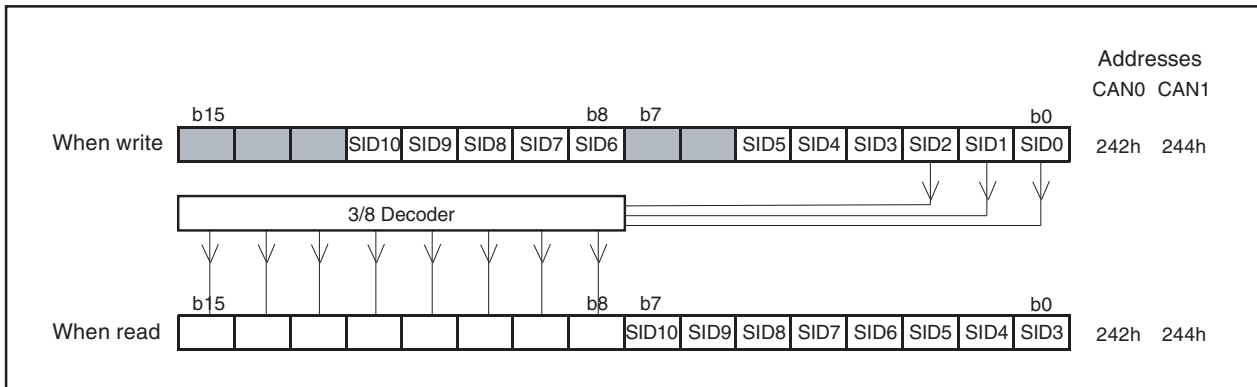 Addresses
CAN0 CAN1
b15 b8 b7 b0
When write SID10 SID9 SID8 SID7 SID6 SID5 SID4 SID3 SID2 SID1 SID0 242h 244h
3/8 Decoder
b15 b8 b7 b0
When read SID10 SID9 SID8 SID7 SID6 SID5 SID4 SID3 242h 244h